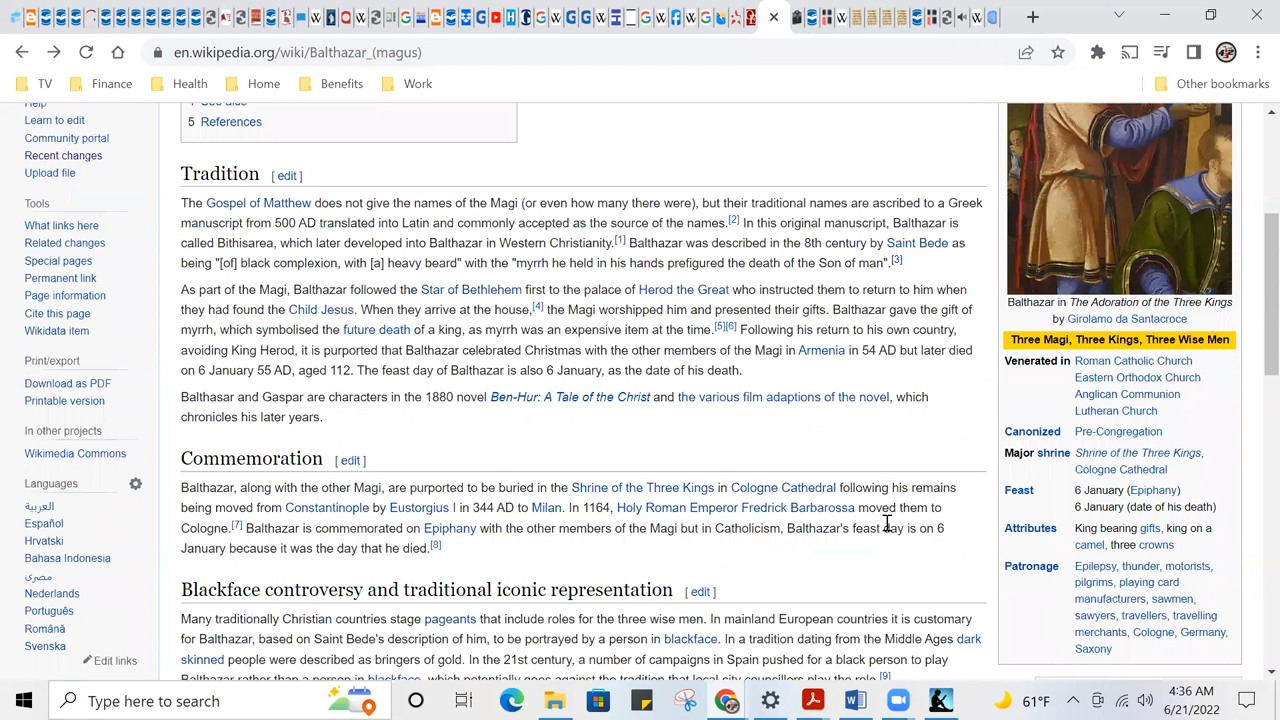 en.wikipedia.org/wiki/Balthazar_(magus)
TV Finance Health Home Benefits Work Other bookmarks
Help
Learn to edit
Community portal
Recent changes
Upload file
Tools
What links here
Related changes
Special pages
Permanent link
Page information
Cite this page
Wikidata item
Print/export
Download as PDF
Printable version
In other projects
Wikimedia Commons
Languages
العربية
Español
Hrvatski
Bahasa Indonesia
مصرى
Nederlands
Português
Română
Svenska
Edit links
4 See also
5 References
Tradition [ edit ]
The Gospel of Matthew does not give the names of the Magi (or even how many there were), but their traditional names are ascribed to a Greek
manuscript from 500 AD translated into Latin and commonly accepted as the source of the names.[2] In this original manuscript, Balthazar is
called Bithisarea, which later developed into Balthazar in Western Christianity.[1] Balthazar was described in the 8th century by Saint Bede as
being "[of] black complexion, with [a] heavy beard" with the "myrrh he held in his hands prefigured the death of the Son of man".[3]
As part of the Magi, Balthazar followed the Star of Bethlehem first to the palace of Herod the Great who instructed them to return to him when
they had found the Child Jesus. When they arrive at the house,[4] the Magi worshipped him and presented their gifts. Balthazar gave the gift of
myrrh, which symbolised the future death of a king, as myrrh was an expensive item at the time.[5][6] Following his return to his own country,
avoiding King Herod, it is purported that Balthazar celebrated Christmas with the other members of the Magi in Armenia in 54 AD but later died
on 6 January 55 AD, aged 112. The feast day of Balthazar is also 6 January, as the date of his death.
Balthasar and Gaspar are characters in the 1880 novel Ben-Hur: A Tale of the Christ and the various film adaptions of the novel, which
chronicles his later years.
Commemoration [ edit ]
Balthazar, along with the other Magi, are purported to be buried in the Shrine of the Three Kings in Cologne Cathedral following his remains
being moved from Constantinople by Eustorgius I in 344 AD to Milan. In 1164, Holy Roman Emperor Fredrick Barbarossa moved them to
Cologne.[7] Balthazar is commemorated on Epiphany with the other members of the Magi but in Catholicism, Balthazar's feast day is on 6
January because it was the day that he died.[8]
Blackface controversy and traditional iconic representation [ edit ]
Many traditionally Christian countries stage pageants that include roles for the three wise men. In mainland European countries it is customary
for Balthazar, based on Saint Bede's description of him, to be portrayed by a person in blackface. In a tradition dating from the Middle Ages dark
skinned people were described as bringers of gold. In the 21st century, a number of campaigns in Spain pushed for a black person to play
Balthazar rather than a person in blackface, which potentially goes against the tradition that local city councillors play the role.[9]
Balthazar in The Adoration of the Three Kings
by Girolamo da Santacroce
Three Magi, Three Kings, Three Wise Men
Venerated in Roman Catholic Church
Eastern Orthodox Church
Anglican Communion
Lutheran Church
Canonized Pre-Congregation
Major shrine Shrine of the Three Kings,
Cologne Cathedral
Feast 6 January (Epiphany)
6 January (date of his death)
Attributes King bearing gifts, king on a
camel, three crowns
Patronage Epilepsy, thunder, motorists,
pilgrims, playing card
manufacturers, sawmen,
sawyers, travellers, travelling
merchants, Cologne, Germany,
Saxony
Type here to search
61°F
4:36 AM
6/21/2022